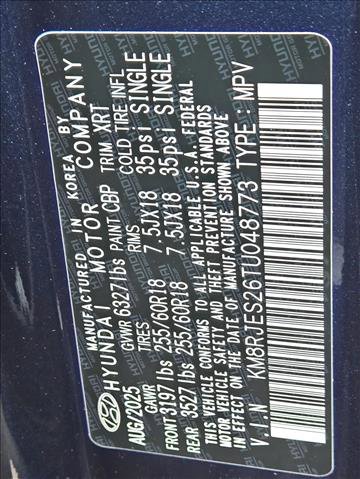 MANUFACTURED IN KOREA BY
HYUNDAI MOTOR COMPANY
AUG/2025 GVWR 6327lbs PAINT CBP TRIM XRT
GAWR TIRES RIMS COLD TIRE INFL
FRONT 3197 lbs 255/60R18 7.5JX18 35psi SINGLE
REAR 3527 lbs 255/60R18 7.5JX18 35psi SINGLE
THIS VEHICLE CONFORMS TO ALL APPLICABLE U.S.A. FEDERAL
MOTOR VEHICLE SAFETY AND THEFT PREVENTION STANDARDS
IN EFFECT ON THE DATE OF MANUFACTURE SHOWN ABOVE
V.I.N KM8RJES26TU048773 TYPE : MPV